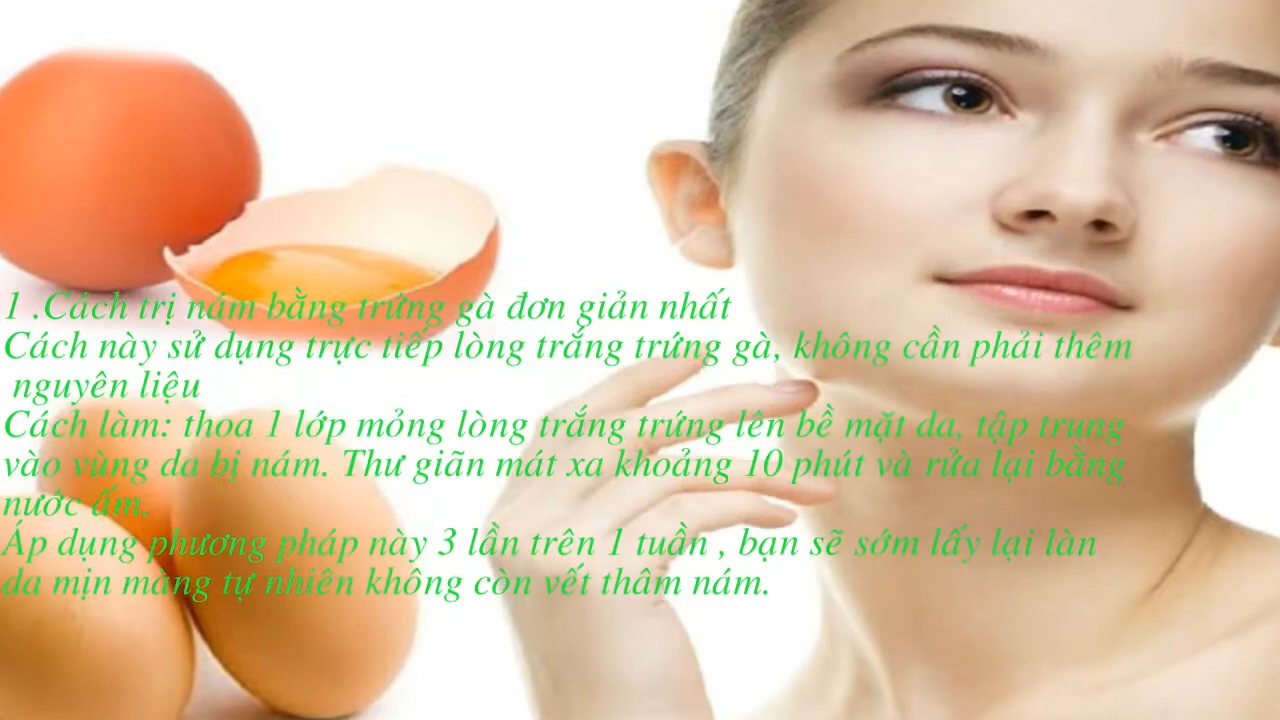 1 .Cách trị nám bằng trứng gà đơn giản nhất
Cách này sử dụng trực tiếp lòng trắng trứng gà, không cần phải thêm
nguyên liệu
Cách làm: thoa 1 lớp mỏng lòng trắng trứng lên bề mặt da, tập trung
vào vùng da bị nám. Thư giãn mát xa khoảng 10 phút và rửa lại bằng
nước ấm.
Áp dụng phương pháp này 3 lần trên 1 tuần , bạn sẽ sớm lấy lại làn
da mịn màng tự nhiên không còn vết thâm nám.